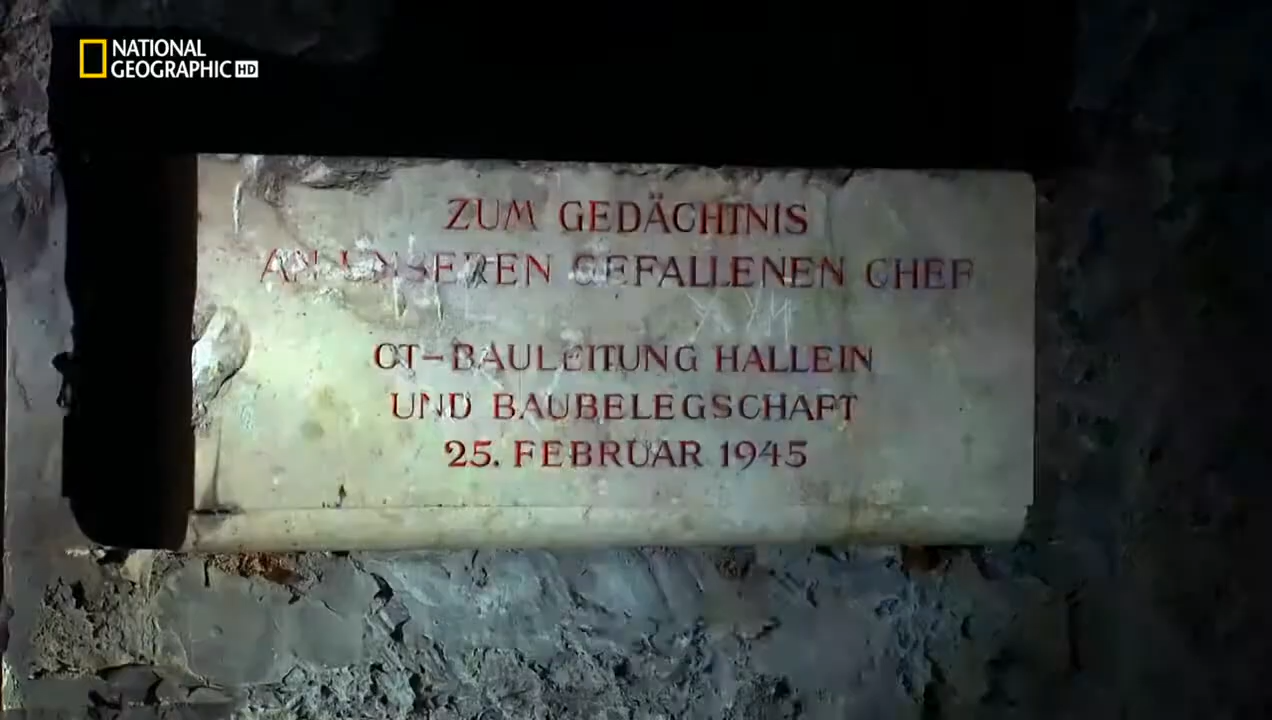 NATIONAL
GEOGRAPHIC HD
ZUM GEDÄCHTNIS
AN UNSEREN GEFALLENEN CHEF
OT-BAULEITUNG HALLEIN
UND BAUBELEGSCHAFT
25. FEBRUAR 1945